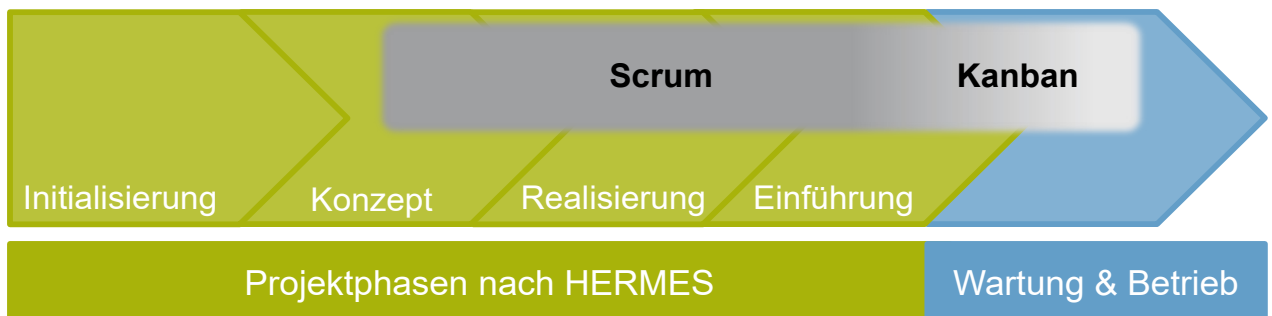 Scrum Kanban
Initialisierung Konzept Realisierung Einführung
Projektphasen nach HERMES Wartung & Betrieb